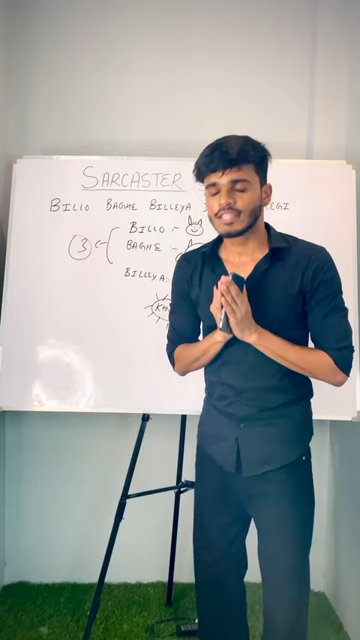 SARCASTER
BILLO BAGHE BILLEYA
BILLO :-
3 BAGHE -
BILLEYA: